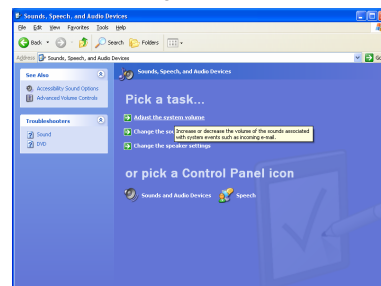 Sounds, Speech, and Audio Devices
File Edit View Favorites Tools Help
Back Search Folders
Address Sounds, Speech, and Audio Devices Go
See Also
Accessibility Sound Options
Advanced Volume Controls
Troubleshooters
Sound
DVD
Sounds, Speech, and Audio Devices
Pick a task...
Adjust the system volume
Change the sou
Increase or decrease the volume of the sounds associated
with system events such as incoming e-mail.
Change the speaker settings
or pick a Control Panel icon
Sounds and Audio Devices Speech